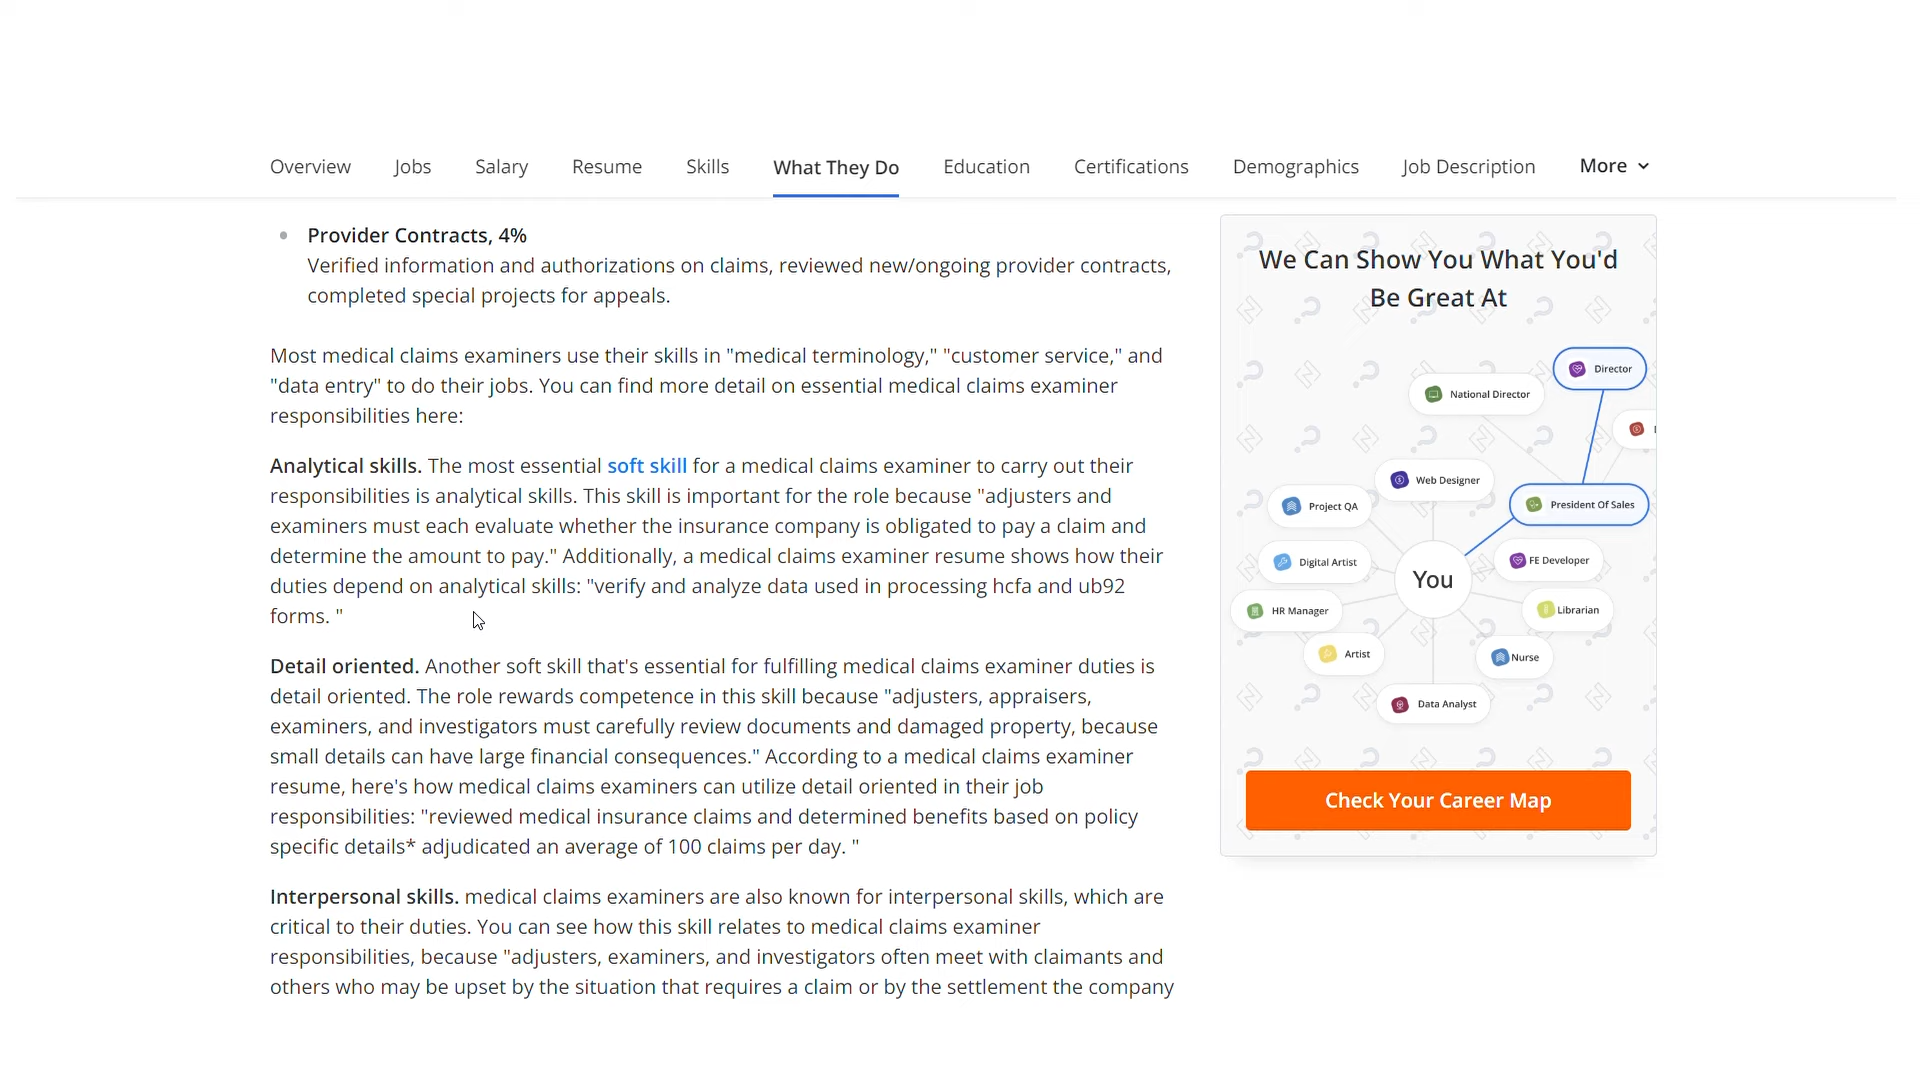 Overview Jobs Salary Resume Skills What They Do Education Certifications Demographics Job Description More
Provider Contracts, 4%
Verified information and authorizations on claims, reviewed new/ongoing provider contracts,
completed special projects for appeals.
Most medical claims examiners use their skills in "medical terminology," "customer service," and
"data entry" to do their jobs. You can find more detail on essential medical claims examiner
responsibilities here:
Analytical skills. The most essential soft skill for a medical claims examiner to carry out their
responsibilities is analytical skills. This skill is important for the role because "adjusters and
examiners must each evaluate whether the insurance company is obligated to pay a claim and
determine the amount to pay." Additionally, a medical claims examiner resume shows how their
duties depend on analytical skills: "verify and analyze data used in processing hcfa and ub92
forms. "
Detail oriented. Another soft skill that's essential for fulfilling medical claims examiner duties is
detail oriented. The role rewards competence in this skill because "adjusters, appraisers,
examiners, and investigators must carefully review documents and damaged property, because
small details can have large financial consequences." According to a medical claims examiner
resume, here's how medical claims examiners can utilize detail oriented in their job
responsibilities: "reviewed medical insurance claims and determined benefits based on policy
specific details* adjudicated an average of 100 claims per day. "
Interpersonal skills. medical claims examiners are also known for interpersonal skills, which are
critical to their duties. You can see how this skill relates to medical claims examiner
responsibilities, because "adjusters, examiners, and investigators often meet with claimants and
others who may be upset by the situation that requires a claim or by the settlement the company
We Can Show You What You'd
Be Great At
Director
National Director
Web Designer
Project QA
President Of Sales
Digital Artist
FE Developer
You
HR Manager
Librarian
Artist
Nurse
Data Analyst
Check Your Career Map